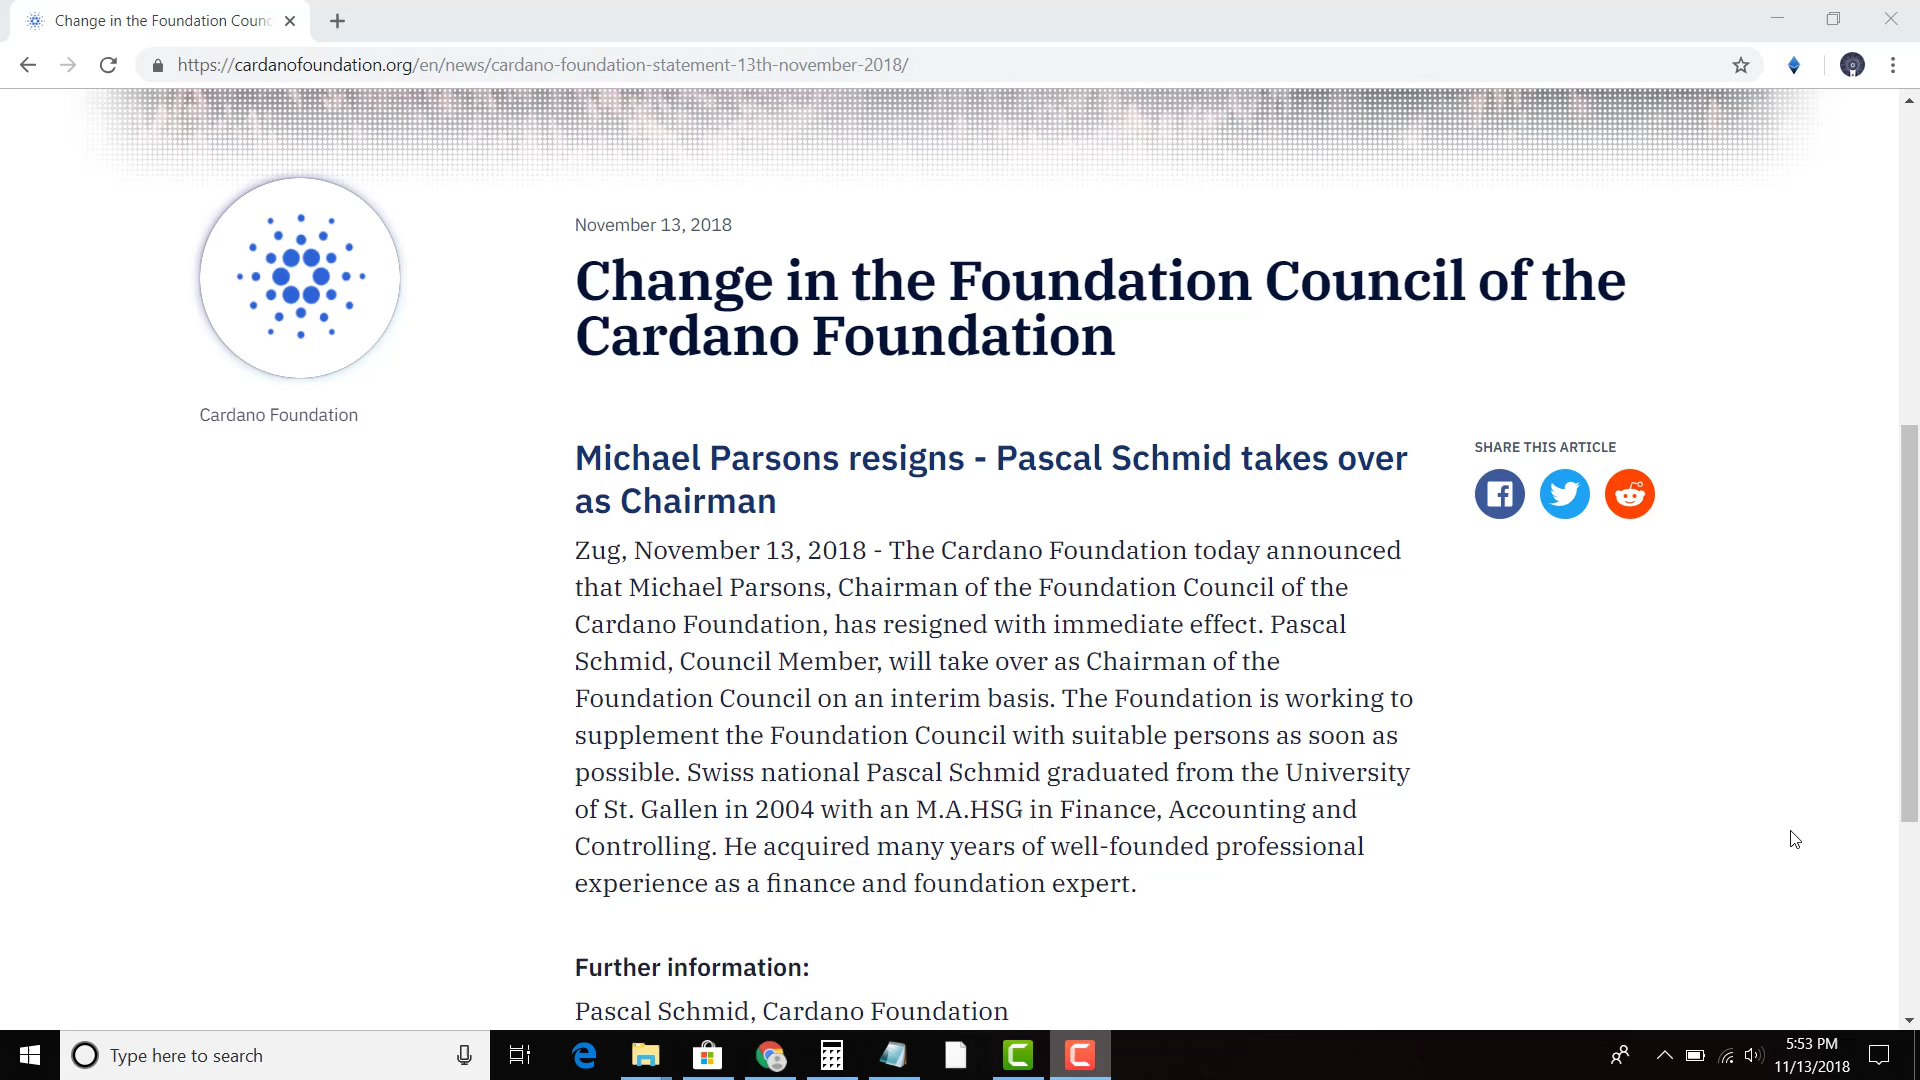 Change in the Foundation Counc
https://cardanofoundation.org/en/news/cardano-foundation-statement-13th-november-2018/
November 13, 2018
Change in the Foundation Council of the
Cardano Foundation
Cardano Foundation
Michael Parsons resigns - Pascal Schmid takes over
as Chairman
SHARE THIS ARTICLE
Zug, November 13, 2018 - The Cardano Foundation today announced
that Michael Parsons, Chairman of the Foundation Council of the
Cardano Foundation, has resigned with immediate effect. Pascal
Schmid, Council Member, will take over as Chairman of the
Foundation Council on an interim basis. The Foundation is working to
supplement the Foundation Council with suitable persons as soon as
possible. Swiss national Pascal Schmid graduated from the University
of St. Gallen in 2004 with an M.A.HSG in Finance, Accounting and
Controlling. He acquired many years of well-founded professional
experience as a finance and foundation expert.
Further information:
Pascal Schmid, Cardano Foundation
Type here to search
5:53 PM
11/13/2018